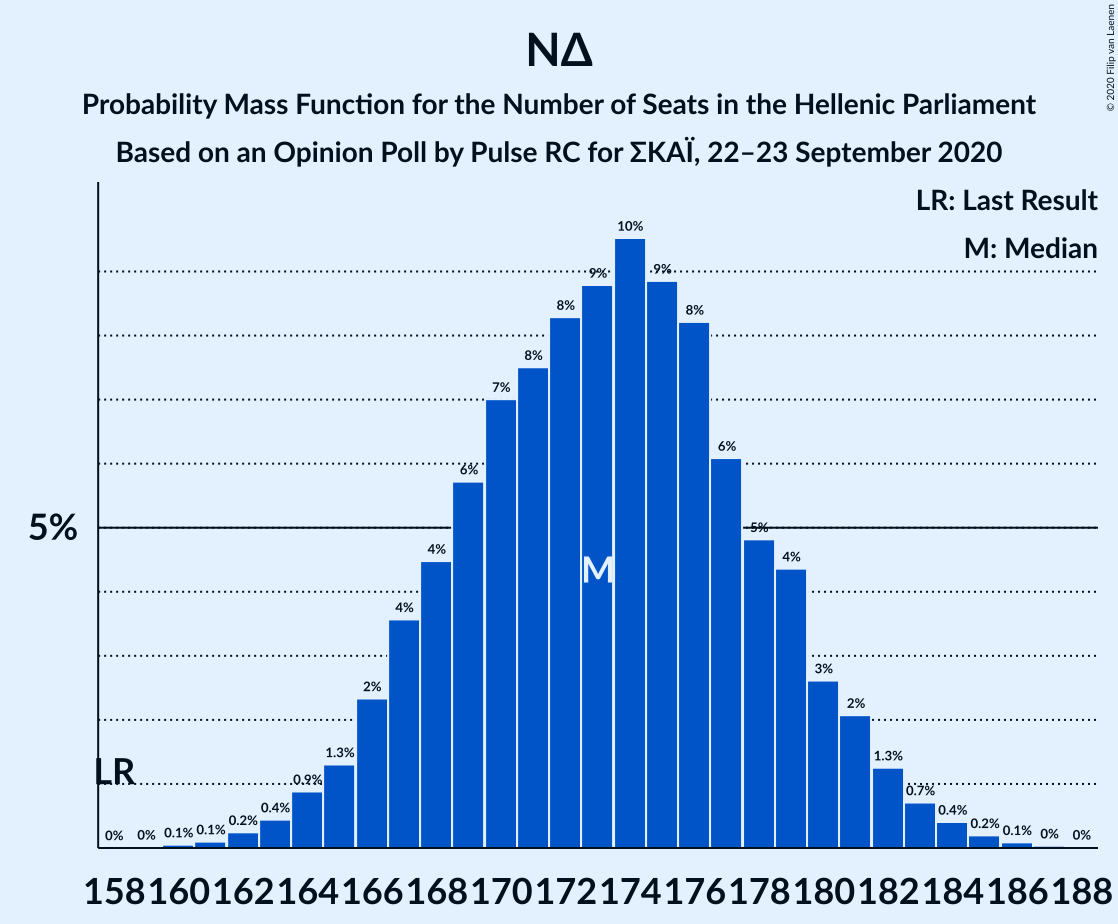 ΝΔ
Probability Mass Function for the Number of Seats in the Hellenic Parliament
Based on an Opinion Poll by Pulse RC for ΣΚΑΪ, 22–23 September 2020
© 2020 Filip van Laenen
LR: Last Result
M: Median
10%
9% 9%
8% 8%
8%
7%
6%
6%
5%
5%
4%
4%
4%
M
3%
2%
2%
1.3%
1.3%
LR
0.9%
0.7%
0.4%
0.4%
0.2%
0.2%
0% 0% 0.1% 0.1%
0.1% 0% 0%
158 160 162 164 166 168 170 172 174 176 178 180 182 184 186 188